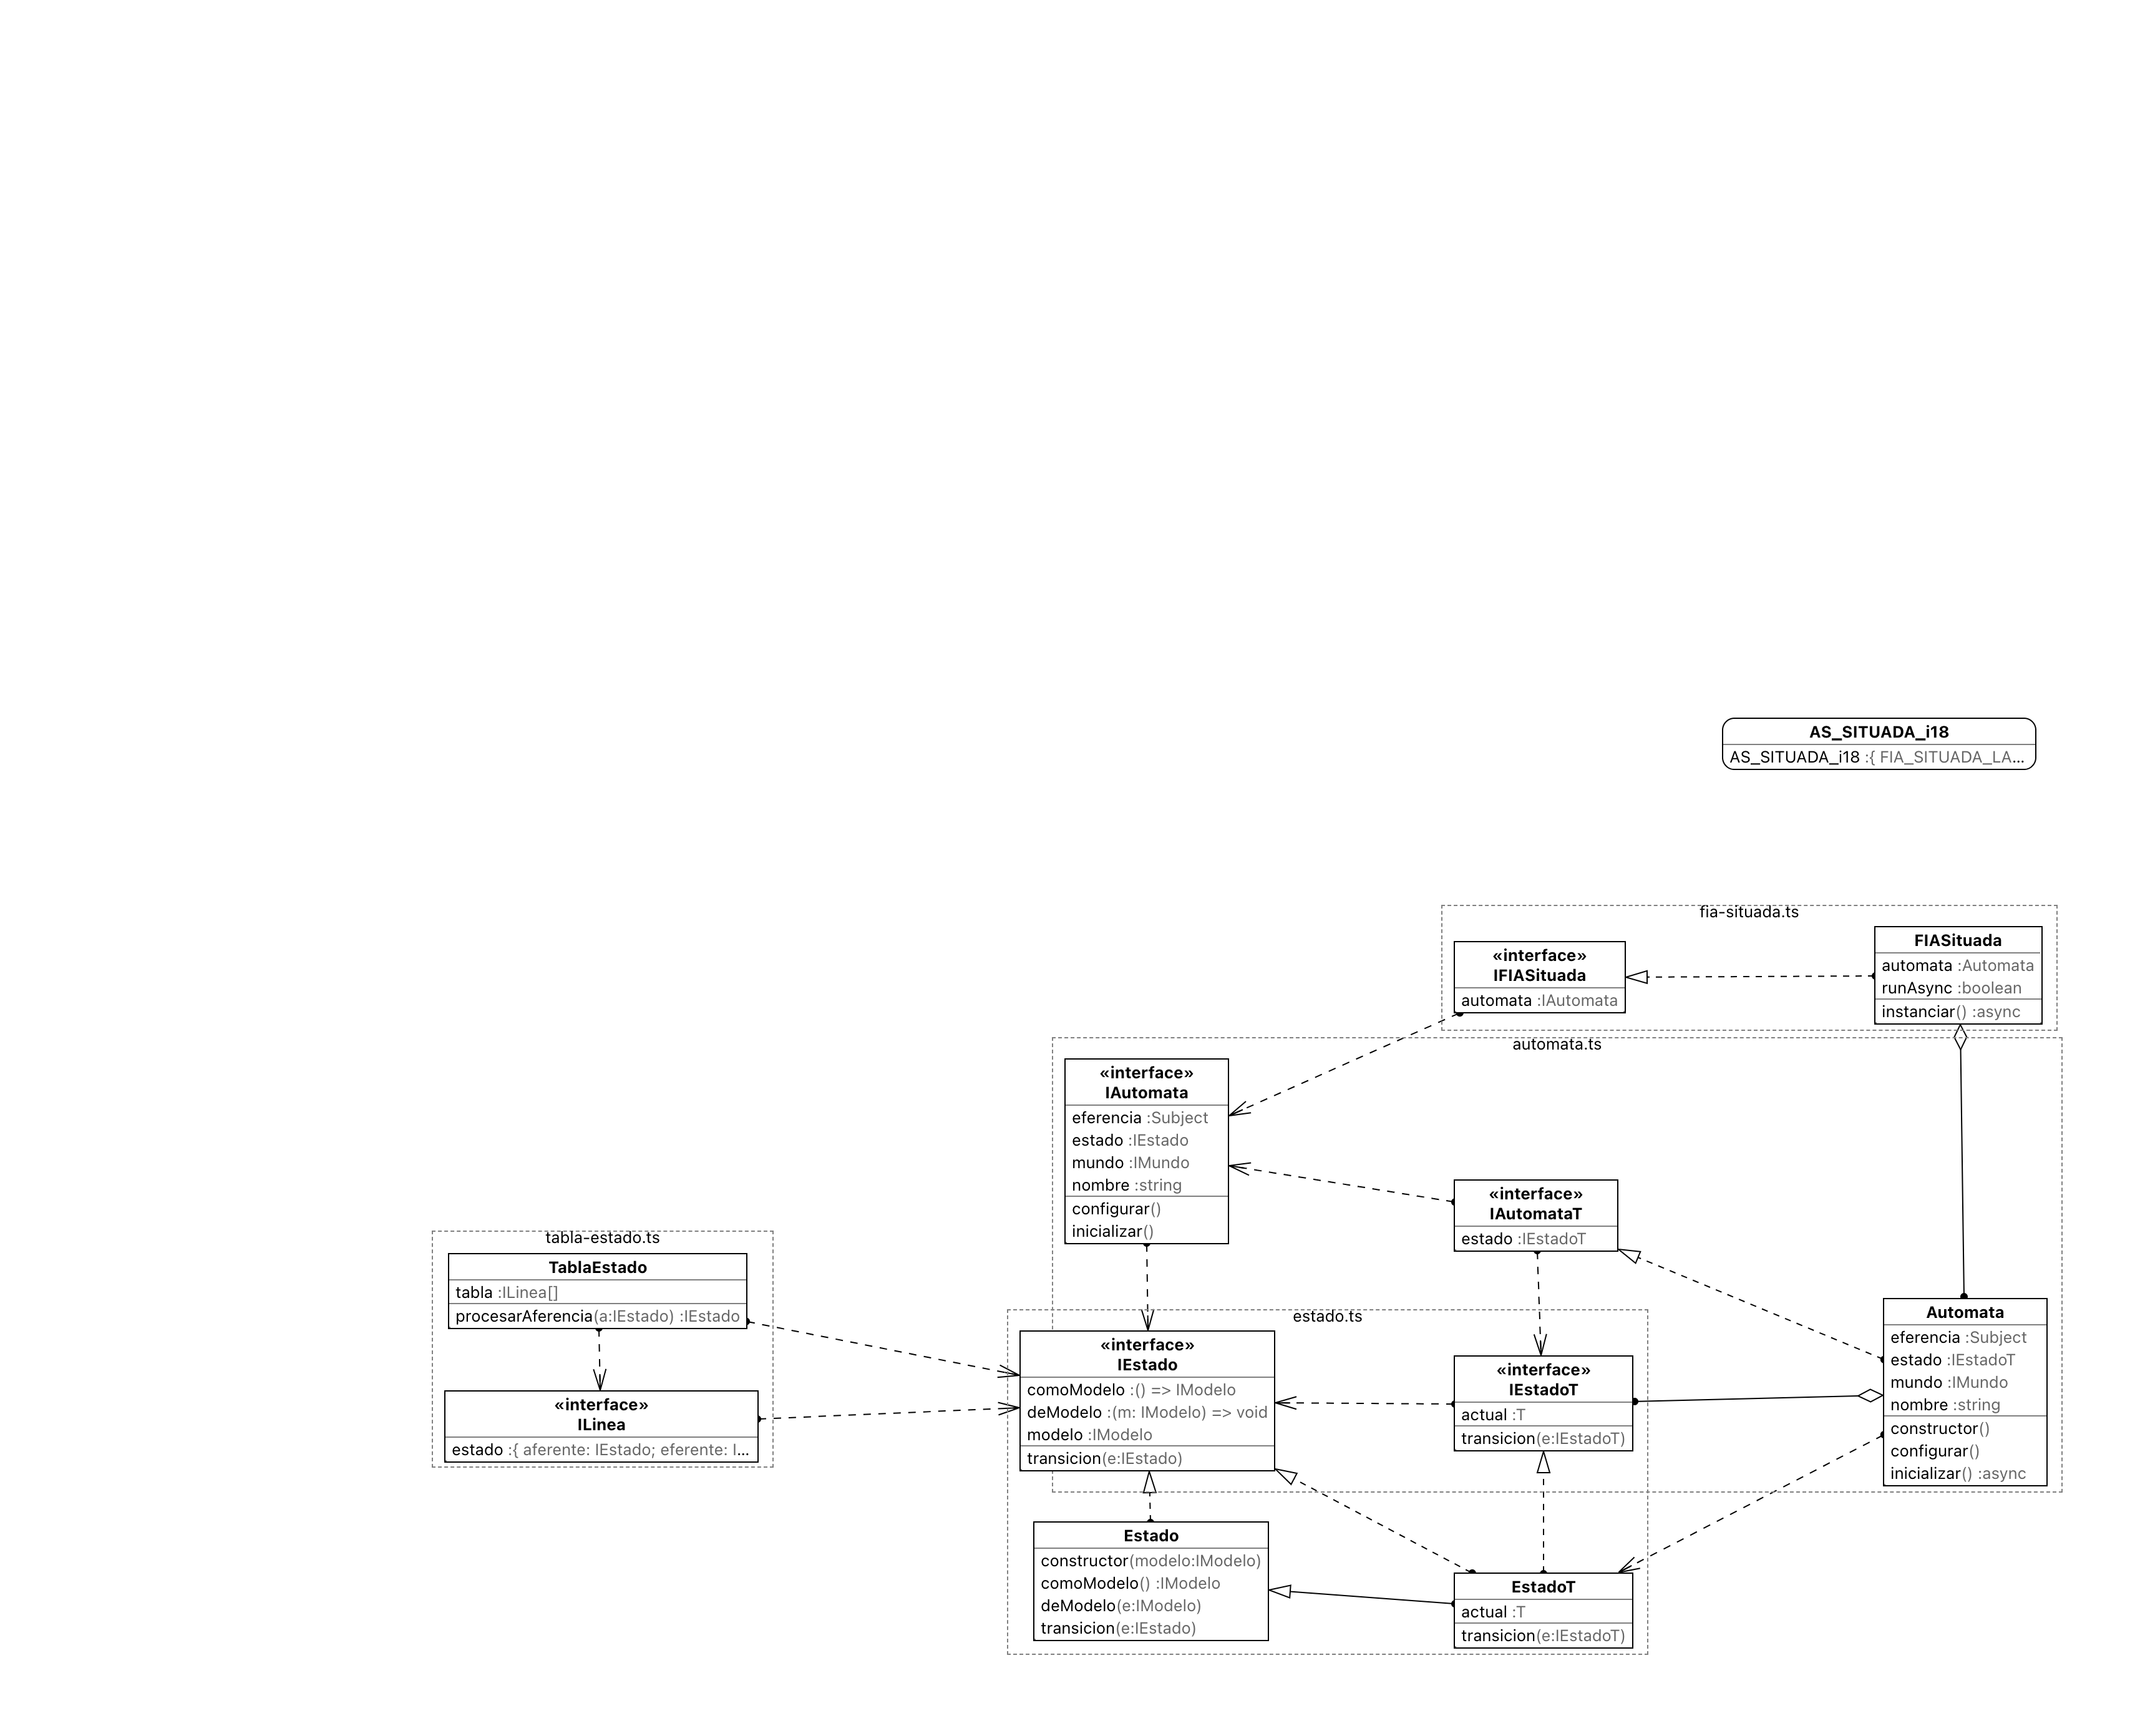 AS_SITUADA_i18
AS_SITUADA_i18 :{ FIA_SITUADA_LA...
fia-situada.ts
«interface»
IFIASituada
automata :IAutomata
FIASituada
automata :Automata
runAsync :boolean
instanciar() :async
automata.ts
«interface»
IAutomata
eferencia :Subject
estado :IEstado
mundo :IMundo
nombre :string
configurar()
inicializar()
«interface»
IAutomataT
estado :IEstadoT
Automata
eferencia :Subject
estado :IEstadoT
mundo :IMundo
nombre :string
constructor()
configurar()
inicializar() :async
tabla-estado.ts
TablaEstado
tabla :ILinea[]
procesarAferencia(a:IEstado) :IEstado
«interface»
ILinea
estado :{ aferente: IEstado; eferente: I...
estado.ts
«interface»
IEstado
comoModelo :() => IModelo
deModelo :(m: IModelo) => void
modelo :IModelo
transicion(e:IEstado)
«interface»
IEstadoT
actual :T
transicion(e:IEstadoT)
Estado
constructor(modelo:IModelo)
comoModelo() :IModelo
deModelo(e:IModelo)
transicion(e:IEstado)
EstadoT
actual :T
transicion(e:IEstadoT)